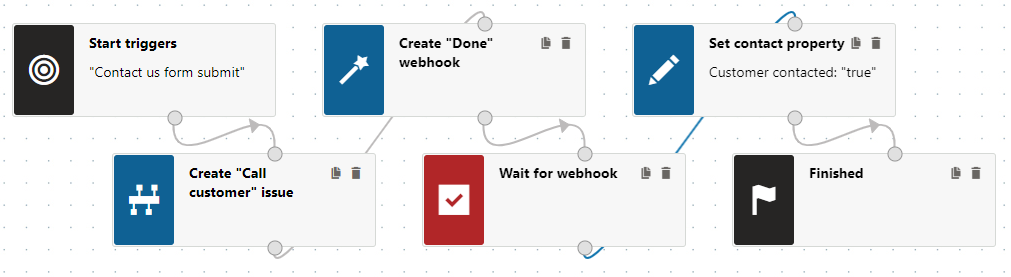 Start triggers
"Contact us form submit"
Create "Call
customer" issue
Create "Done"
webhook
Wait for webhook
Set contact property
Customer contacted: "true"
Finished